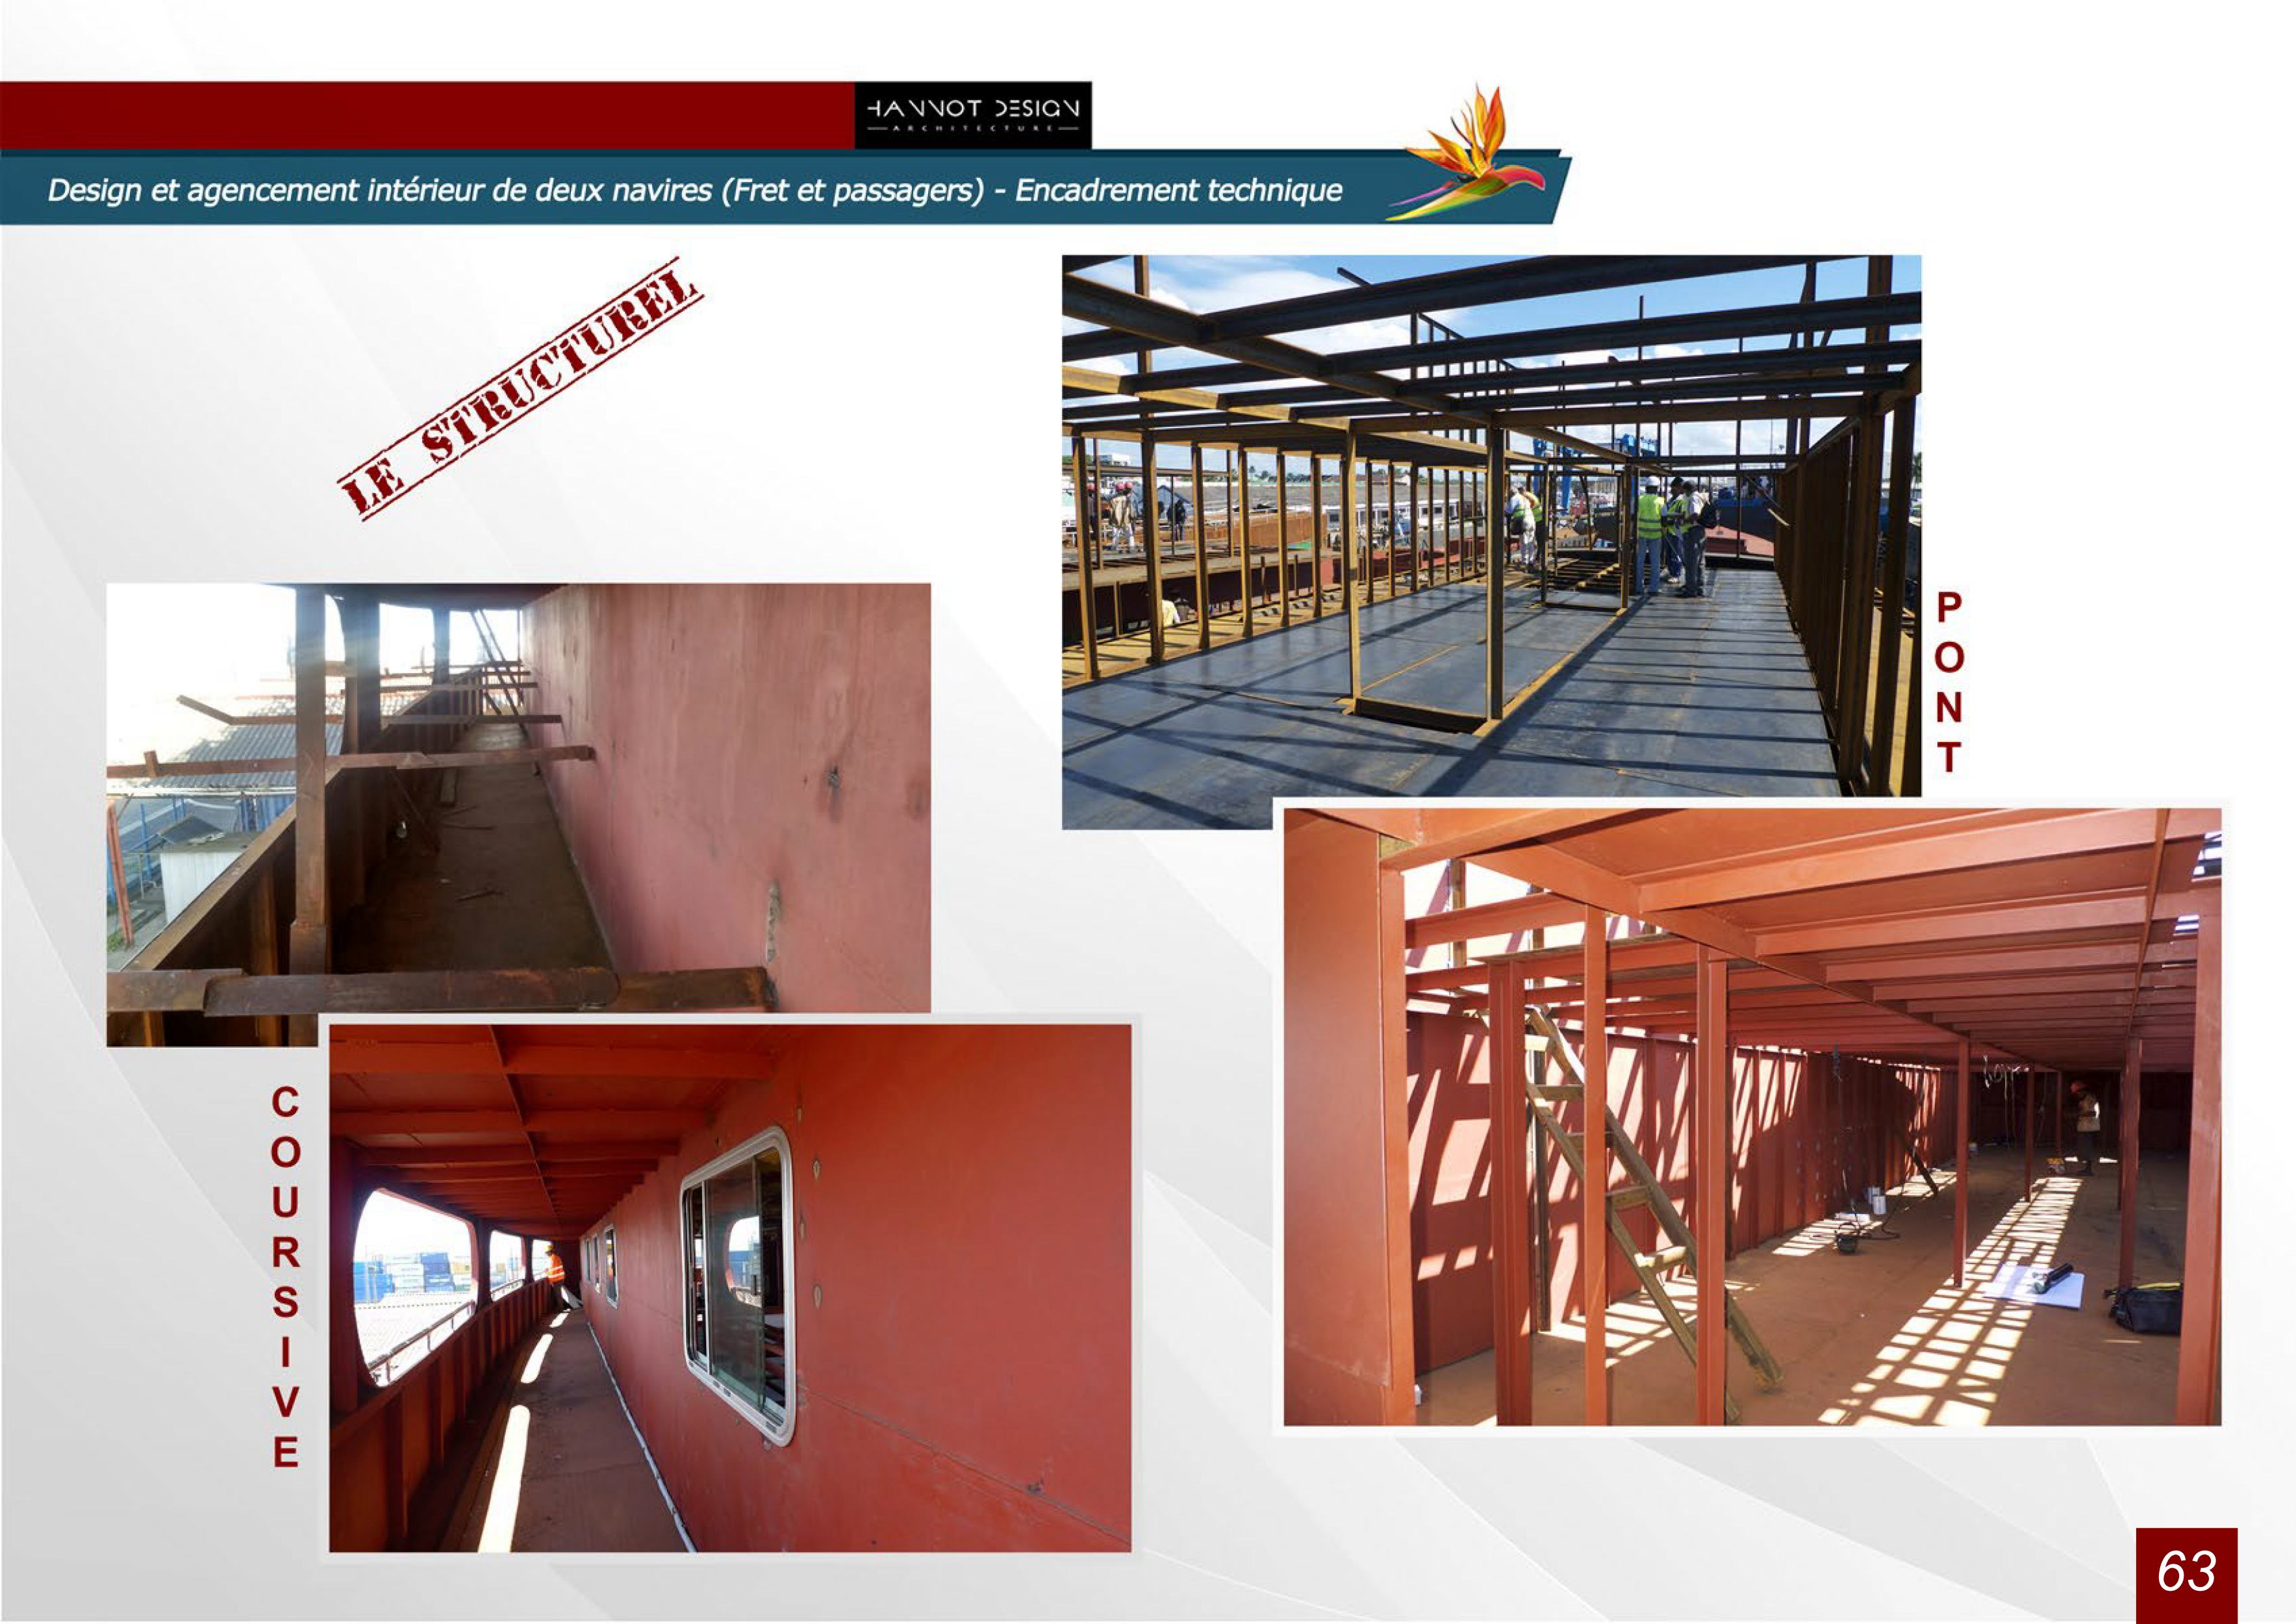 HANNOT DESIGN
ARCHITECTURE
Design et agencement intérieur de deux navires (Fret et passagers) - Encadrement technique
LE STRUCTUREL
PONT
COURSIVE
63